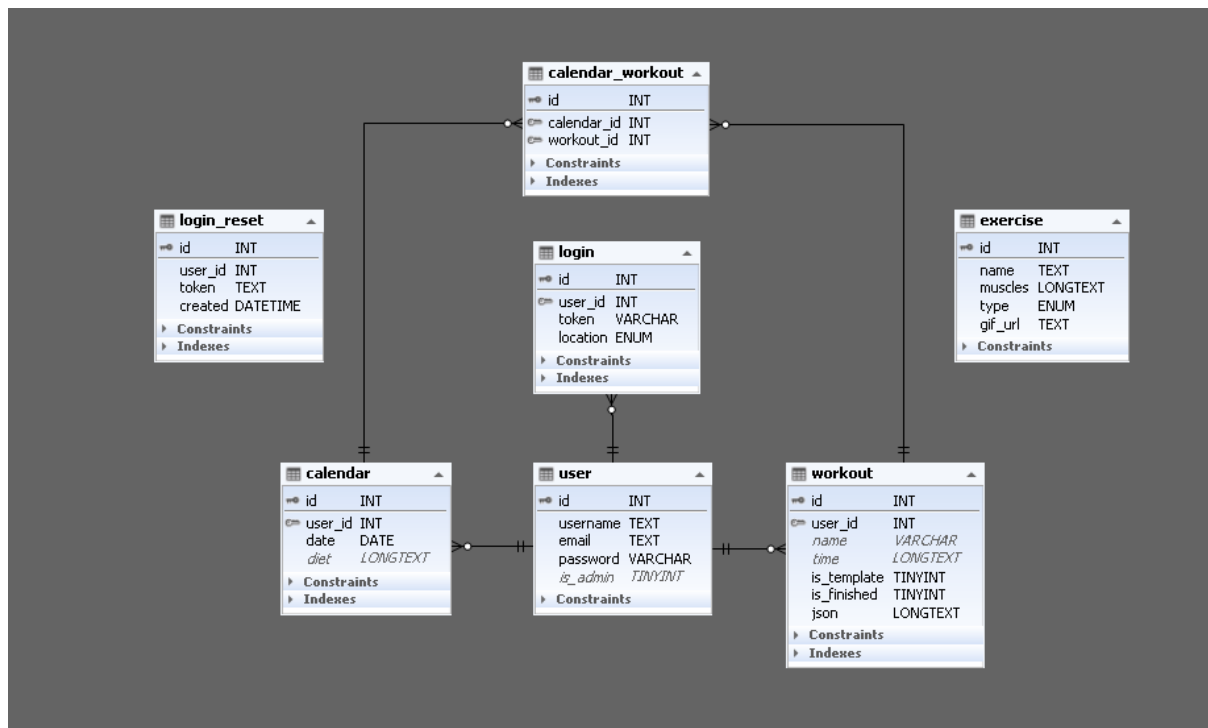 calendar_workout
id INT
calendar_id INT
workout_id INT
Constraints
Indexes
login_reset
id INT
user_id INT
token TEXT
created DATETIME
Constraints
Indexes
login
id INT
user_id INT
token VARCHAR
location ENUM
Constraints
Indexes
exercise
id INT
name TEXT
muscles LONGTEXT
type ENUM
gif_url TEXT
Constraints
calendar
id INT
user_id INT
date DATE
diet LONGTEXT
Constraints
Indexes
user
id INT
username TEXT
email TEXT
password VARCHAR
is_admin TINYINT
Constraints
workout
id INT
user_id INT
name VARCHAR
time LONGTEXT
is_template TINYINT
is_finished TINYINT
json LONGTEXT
Constraints
Indexes